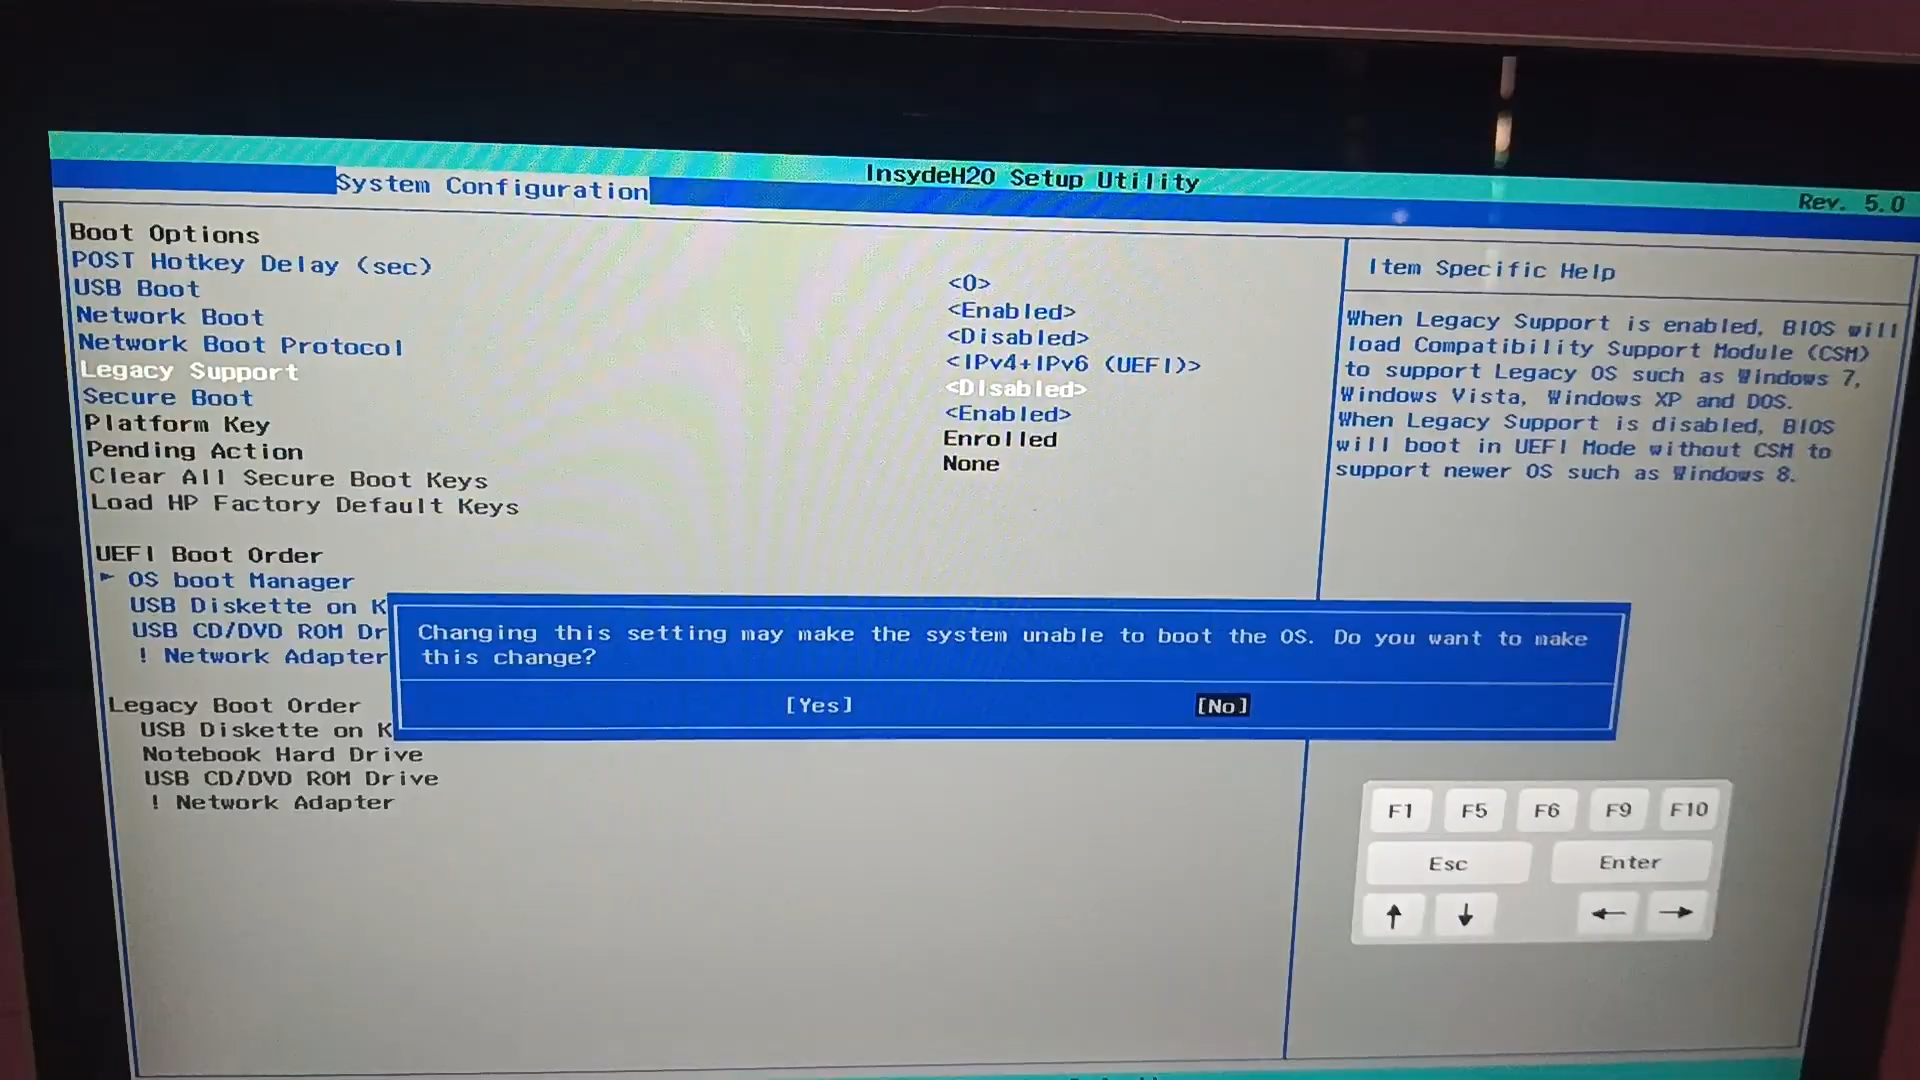 InsydeH20 Setup Utility
System Configuration
Rev. 5.0
Boot Options
POST Hotkey Delay (sec) <0>
USB Boot <Enabled>
Network Boot <Disabled>
Network Boot Protocol <IPv4+IPv6 (UEFI)>
Legacy Support <DIsabled>
Secure Boot <Enabled>
Platform Key Enrolled
Pending Action None
Clear All Secure Boot Keys
Load HP Factory Default Keys
UEFI Boot Order
► OS boot Manager
USB Diskette on K
USB CD/DVD ROM Dr
! Network Adapter
Legacy Boot Order
USB Diskette on K
Notebook Hard Drive
USB CD/DVD ROM Drive
! Network Adapter
Changing this setting may make the system unable to boot the OS. Do you want to make
this change?
[Yes] [No]
Item Specific Help
When Legacy Support is enabled, BIOS will
load Compatibility Support Module (CSM)
to support Legacy OS such as Windows 7,
Windows Vista, Windows XP and DOS.
When Legacy Support is disabled, BIOS
will boot in UEFI Mode without CSM to
support newer OS such as Windows 8.
F1 F5 F6 F9 F10
Esc Enter
↑ ↓ ← →